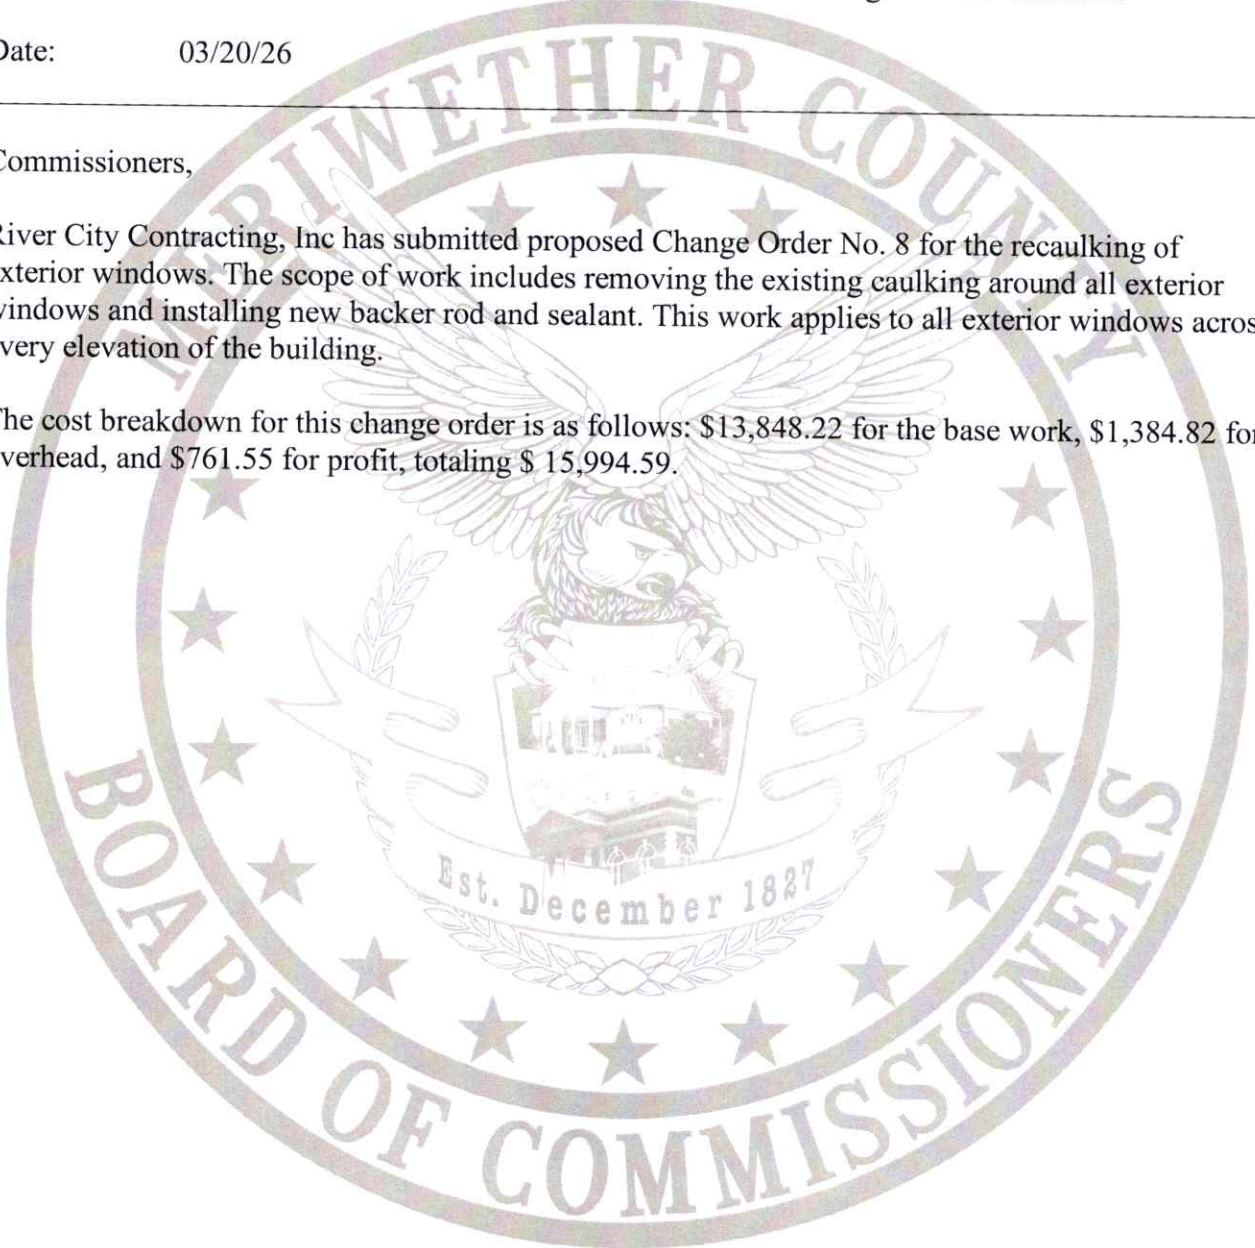 Date: 03/20/26
Commissioners,
River City Contracting, Inc has submitted proposed Change Order No. 8 for the recaulking of
exterior windows. The scope of work includes removing the existing caulking around all exterior
windows and installing new backer rod and sealant. This work applies to all exterior windows across
every elevation of the building.
The cost breakdown for this change order is as follows: $13,848.22 for the base work, $1,384.82 for
overhead, and $761.55 for profit, totaling $ 15,994.59.
MERIWETHER COUNTY
Est. December 1827
BOARD OF COMMISSIONERS